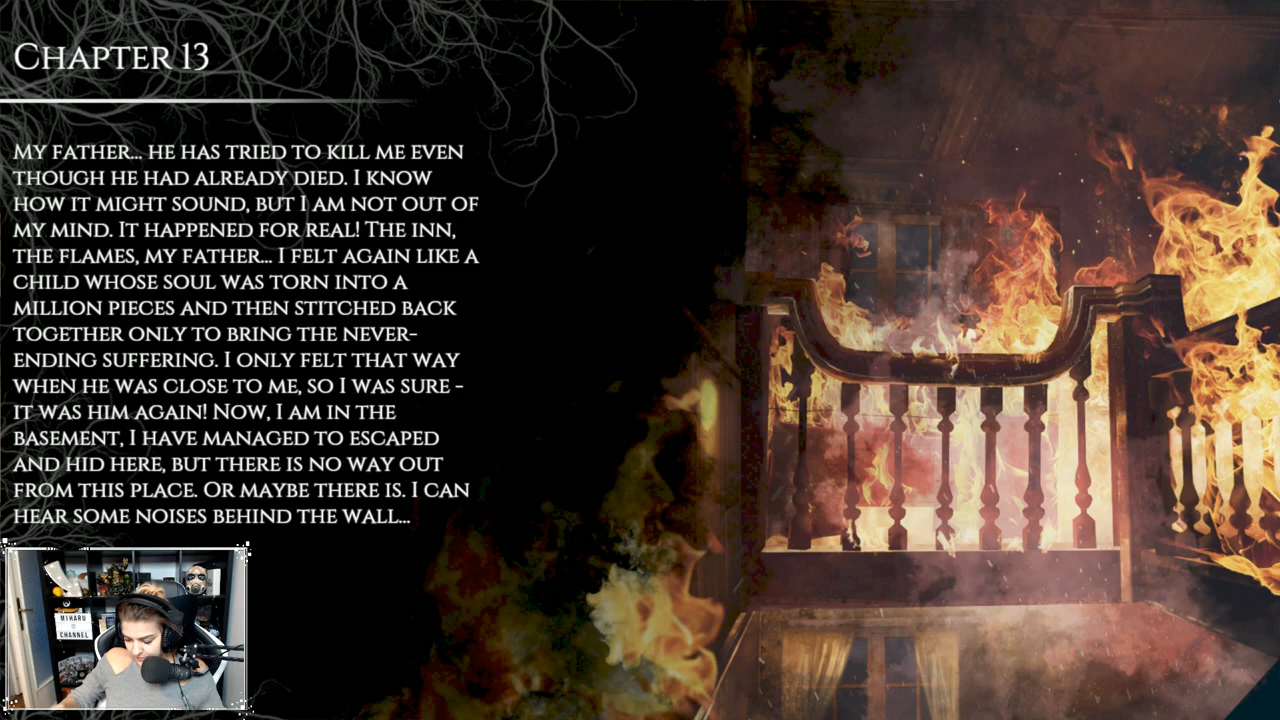 Chapter 13
My father... he has tried to kill me even
though he had already died. I know
how it might sound, but I am not out of
my mind. It happened for real! The inn,
the flames, my father... I felt again like a
child whose soul was torn into a
million pieces and then stitched back
together only to bring the never-
ending suffering. I only felt that way
when he was close to me, so I was sure -
it was him again! Now, I am in the
basement, I have managed to escaped
and hid here, but there is no way out
from this place. Or maybe there is. I can
hear some noises behind the wall...
MIHARU
CHANNEL